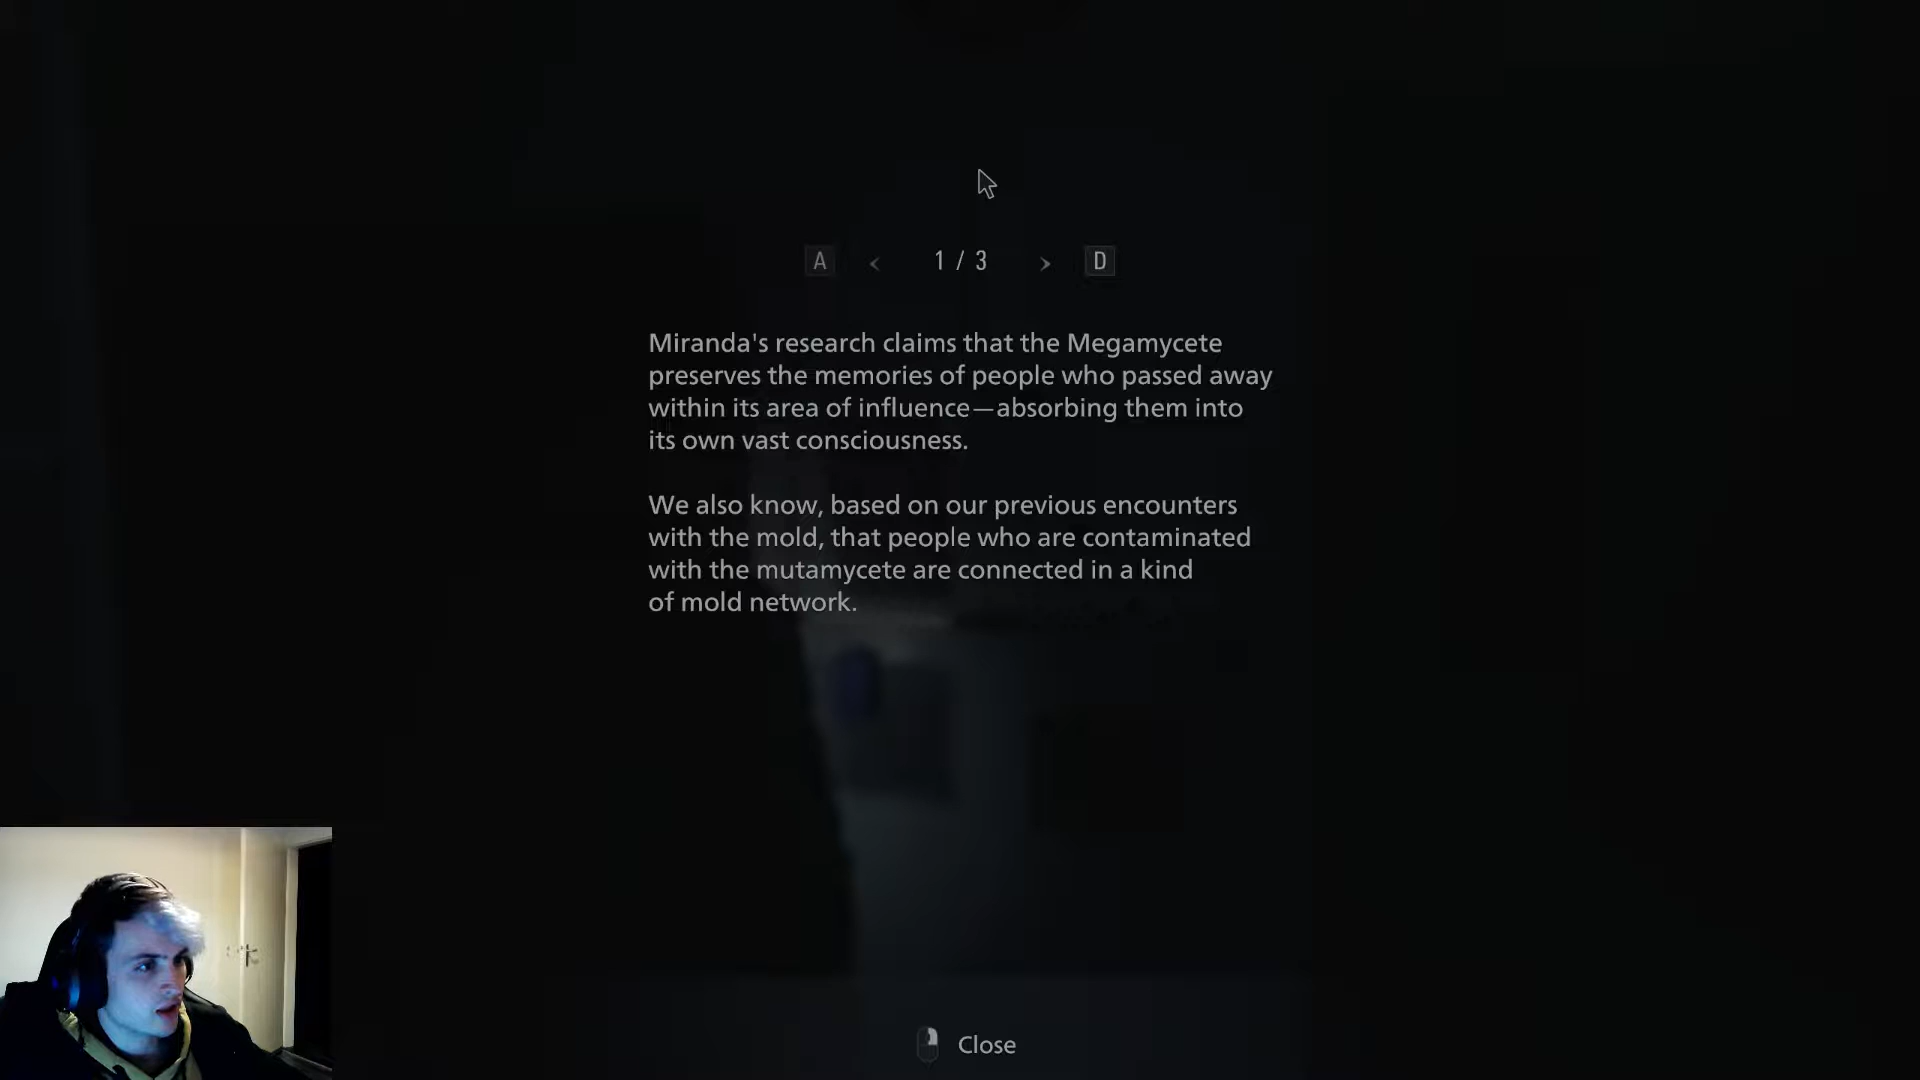 A < 1 / 3 > D
Miranda's research claims that the Megamycete
preserves the memories of people who passed away
within its area of influence—absorbing them into
its own vast consciousness.
We also know, based on our previous encounters
with the mold, that people who are contaminated
with the mutamycete are connected in a kind
of mold network.
Close